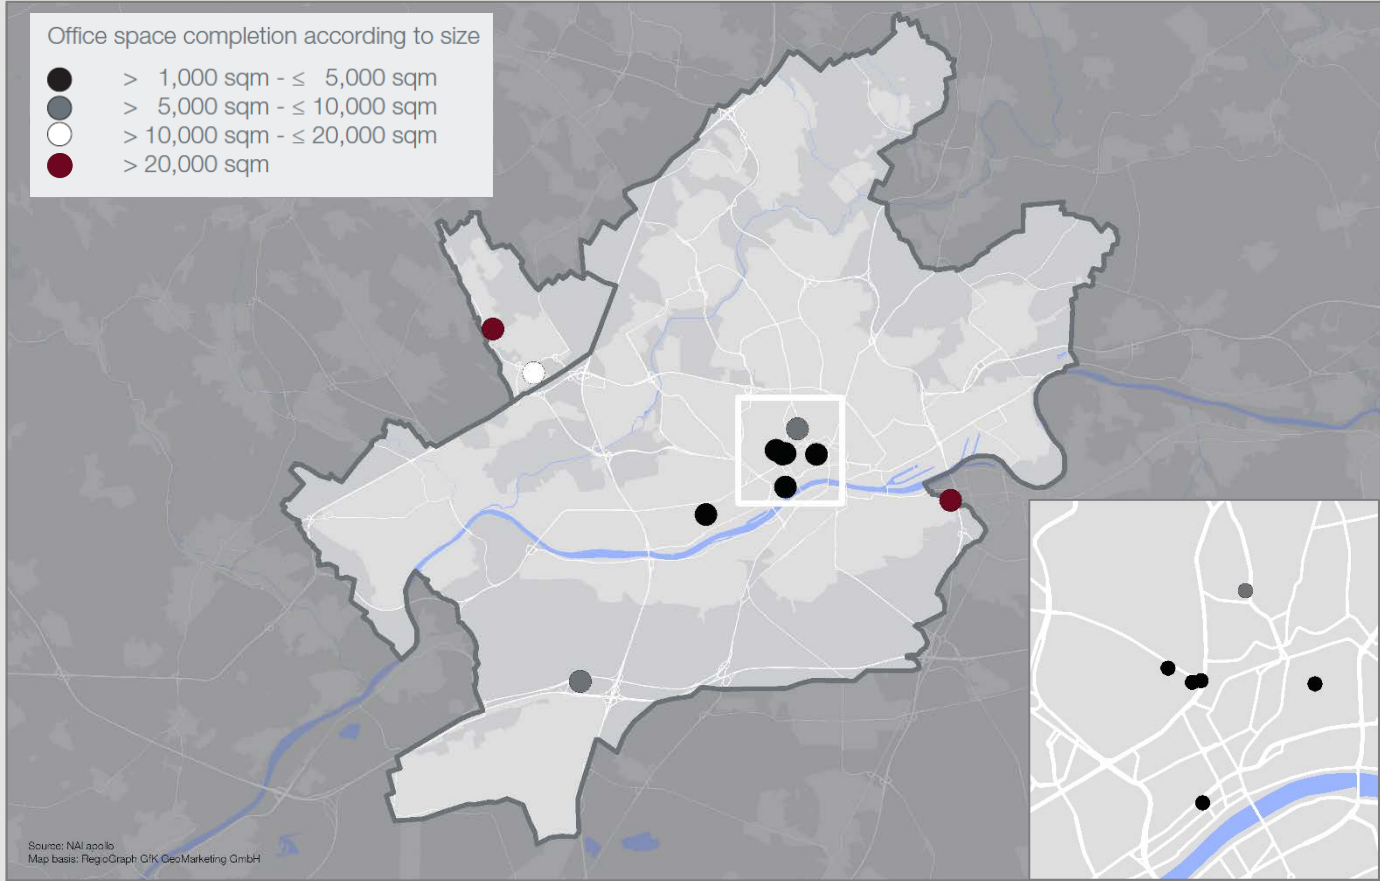 Office space completion according to size
> 1,000 sqm - ≤ 5,000 sqm
> 5,000 sqm - ≤ 10,000 sqm
> 10,000 sqm - ≤ 20,000 sqm
> 20,000 sqm
Source: NAI apollo
Map basis: RegioGraph GfK GeoMarketing GmbH